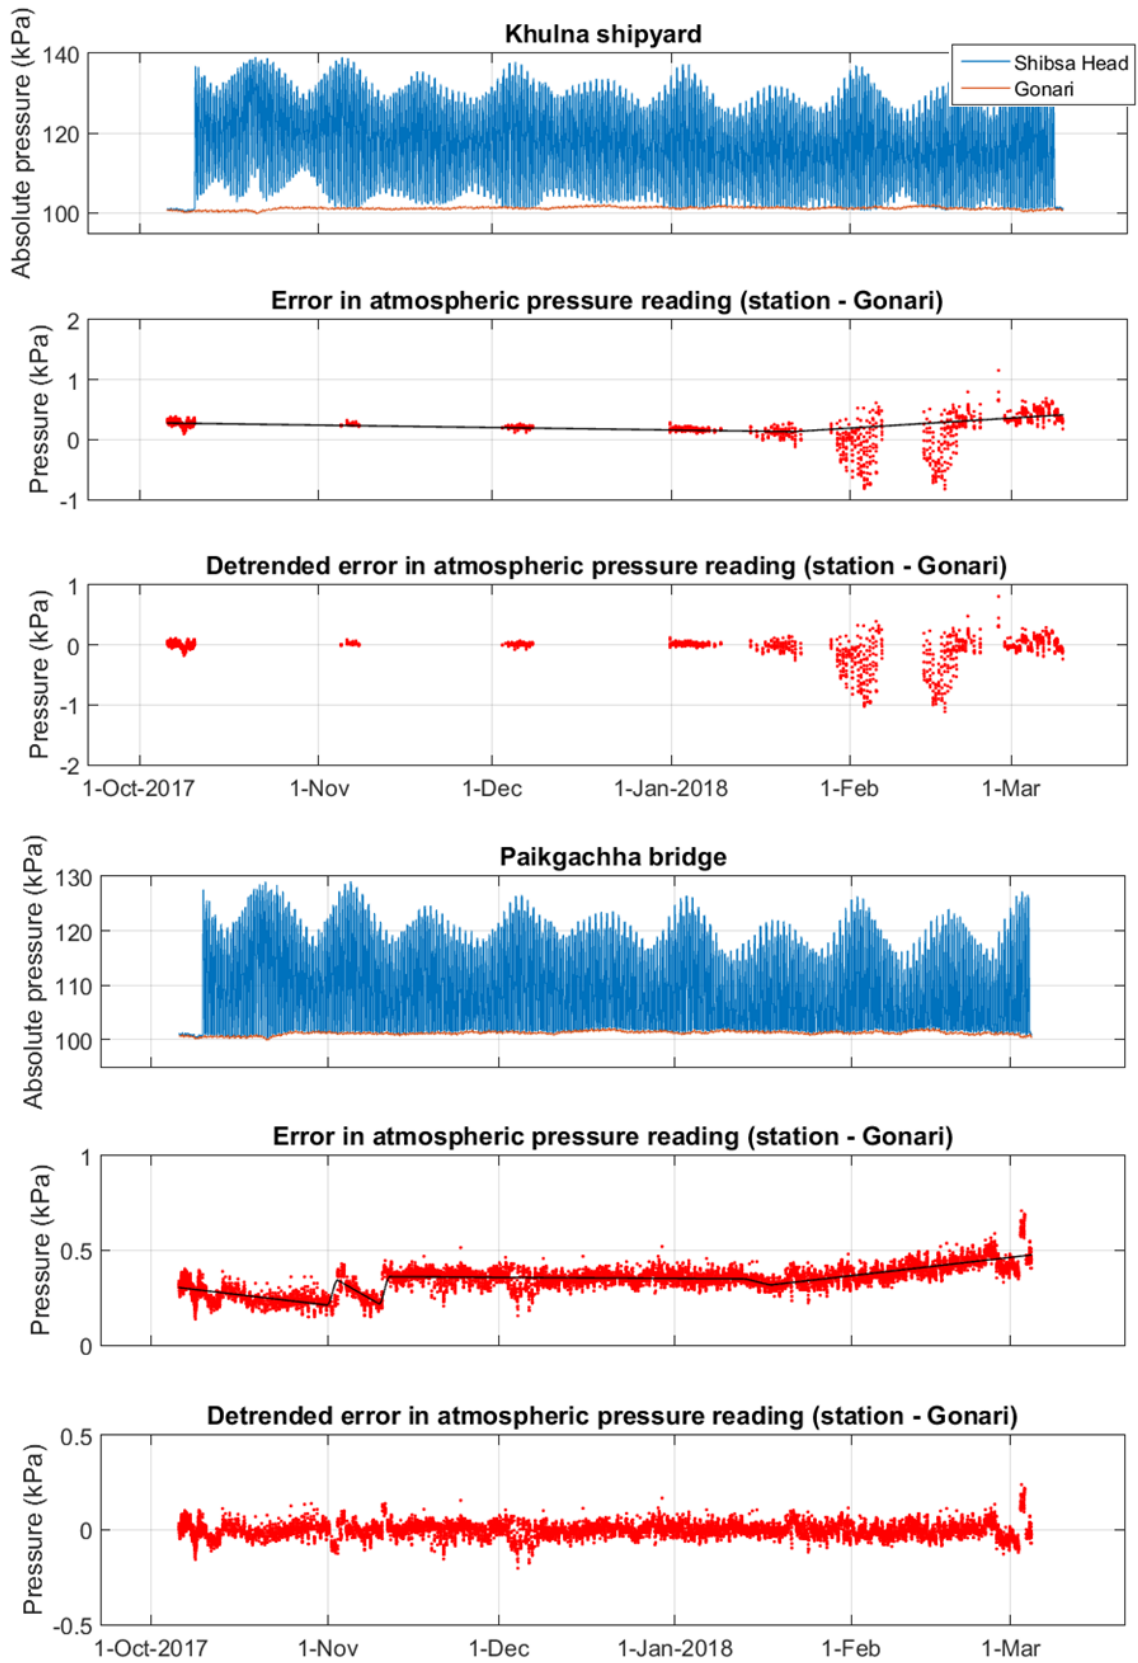 Khulna shipyard
Absolute pressure (kPa)
140
120
100
Shibsa Head
Gonari
Error in atmospheric pressure reading (station - Gonari)
Pressure (kPa)
2
1
0
-1
Detrended error in atmospheric pressure reading (station - Gonari)
Pressure (kPa)
1
0
-1
-2
1-Oct-2017 1-Nov 1-Dec 1-Jan-2018 1-Feb 1-Mar
Paikgachha bridge
Absolute pressure (kPa)
130
120
110
100
Error in atmospheric pressure reading (station - Gonari)
Pressure (kPa)
1
0.5
0
Detrended error in atmospheric pressure reading (station - Gonari)
Pressure (kPa)
0.5
0
-0.5
1-Oct-2017 1-Nov 1-Dec 1-Jan-2018 1-Feb 1-Mar